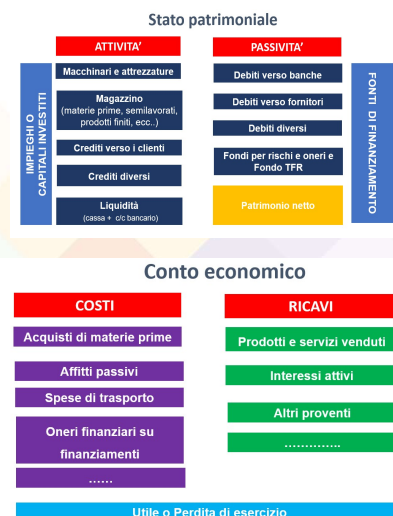 Stato patrimoniale
ATTIVITA'
PASSIVITA'
IMPIEGHI O
CAPITALI INVESTITI
Macchinari e attrezzature
Magazzino
(materie prime, semilavorati,
prodotti finiti, ecc..)
Crediti verso i clienti
Crediti diversi
Liquidità
(cassa + c/c bancario)
Debiti verso banche
Debiti verso fornitori
Debiti diversi
Fondi per rischi e oneri e
Fondo TFR
Patrimonio netto
FONTI DI FINANZIAMENTO
Conto economico
COSTI
Acquisti di materie prime
Affitti passivi
Spese di trasporto
Oneri finanziari su
finanziamenti
......
RICAVI
Prodotti e servizi venduti
Interessi attivi
Altri proventi
..............
Utile o Perdita di esercizio